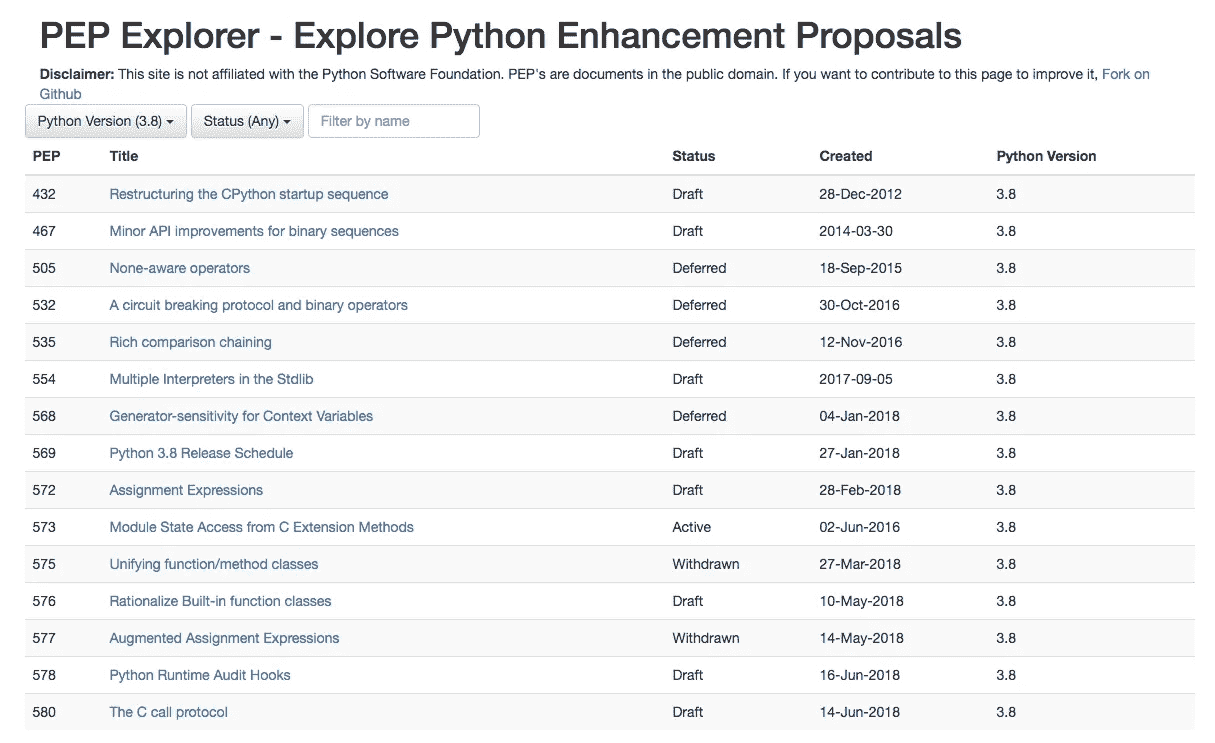 PEP Explorer - Explore Python Enhancement Proposals
Disclaimer: This site is not affiliated with the Python Software Foundation. PEP's are documents in the public domain. If you want to contribute to this page to improve it, Fork on
Github
Python Version (3.8) Status (Any) Filter by name
PEP Title Status Created Python Version
432 Restructuring the CPython startup sequence Draft 28-Dec-2012 3.8
467 Minor API improvements for binary sequences Draft 2014-03-30 3.8
505 None-aware operators Deferred 18-Sep-2015 3.8
532 A circuit breaking protocol and binary operators Deferred 30-Oct-2016 3.8
535 Rich comparison chaining Deferred 12-Nov-2016 3.8
554 Multiple Interpreters in the Stdlib Draft 2017-09-05 3.8
568 Generator-sensitivity for Context Variables Deferred 04-Jan-2018 3.8
569 Python 3.8 Release Schedule Draft 27-Jan-2018 3.8
572 Assignment Expressions Draft 28-Feb-2018 3.8
573 Module State Access from C Extension Methods Active 02-Jun-2016 3.8
575 Unifying function/method classes Withdrawn 27-Mar-2018 3.8
576 Rationalize Built-in function classes Draft 10-May-2018 3.8
577 Augmented Assignment Expressions Withdrawn 14-May-2018 3.8
578 Python Runtime Audit Hooks Draft 16-Jun-2018 3.8
580 The C call protocol Draft 14-Jun-2018 3.8